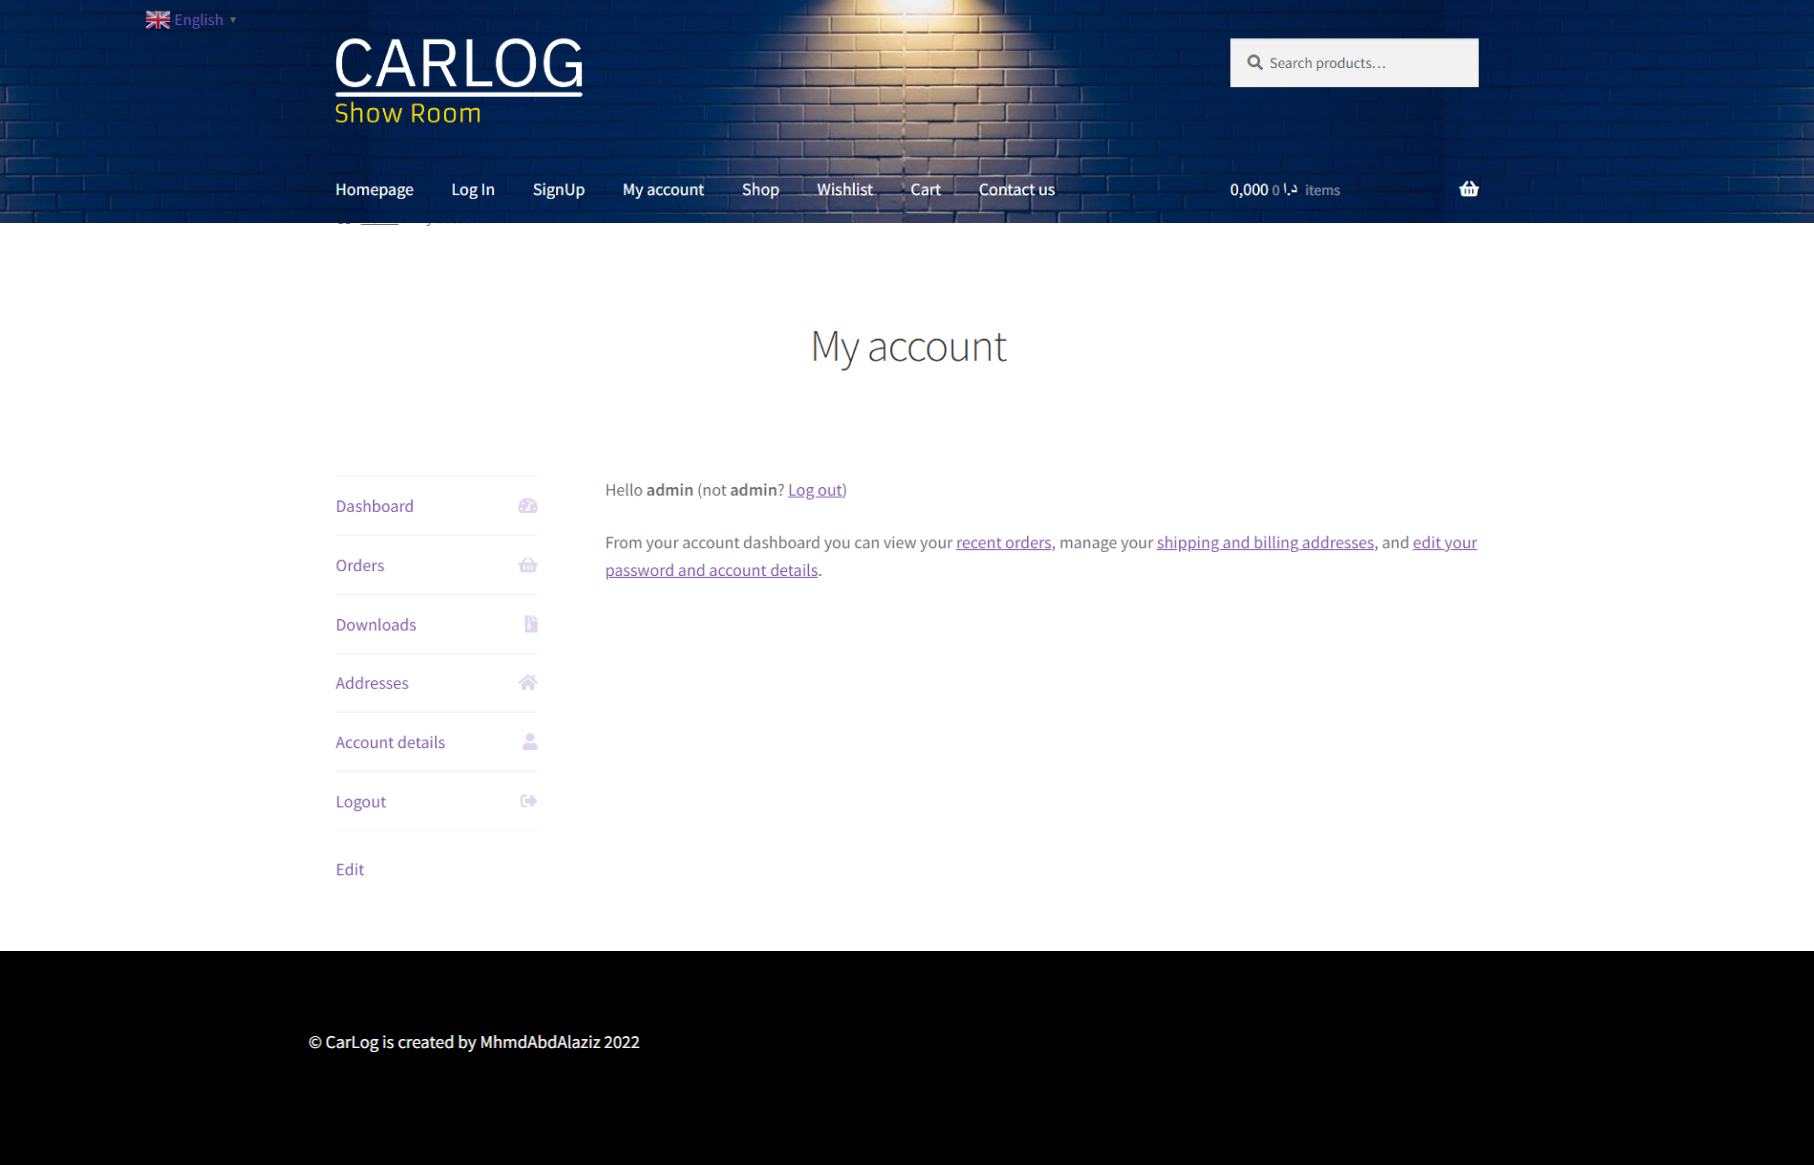 English ▼
CARLOG
Show Room
Search products…
Homepage Log In SignUp My account Shop Wishlist Cart Contact us
0,000 د.ا 0 items
My account
Dashboard
Orders
Downloads
Addresses
Account details
Logout
Edit
Hello admin (not admin? Log out)
From your account dashboard you can view your recent orders, manage your shipping and billing addresses, and edit your
password and account details.
© CarLog is created by MhmdAbdAlaziz 2022